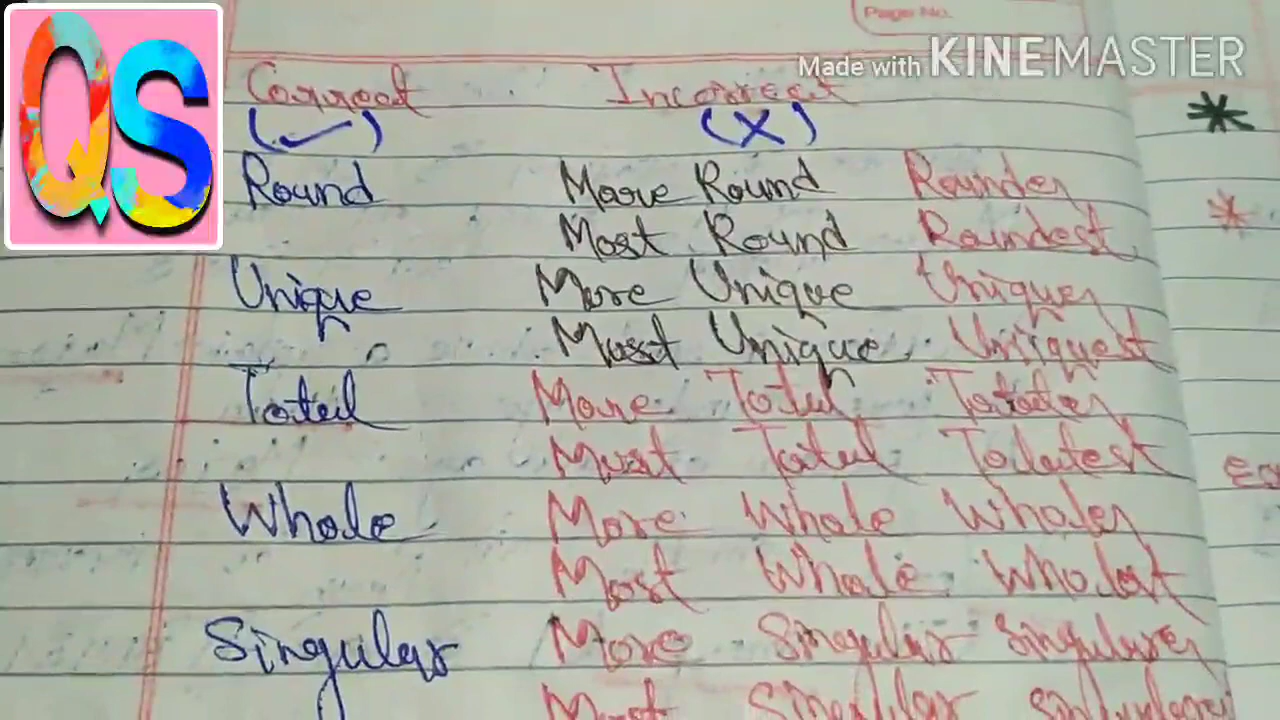 QS
Page No.
Made with KINEMASTER
Correct Incorrect
(✓) (X)
Round More Round Rounder
Most Round Roundest
Unique More Unique Uniquer
Most Unique Uniquest
Total More Total
Most Total
Whole More Whole Wholer
Most Whole Wholest
Singular More Singular Singularer
Most Singular